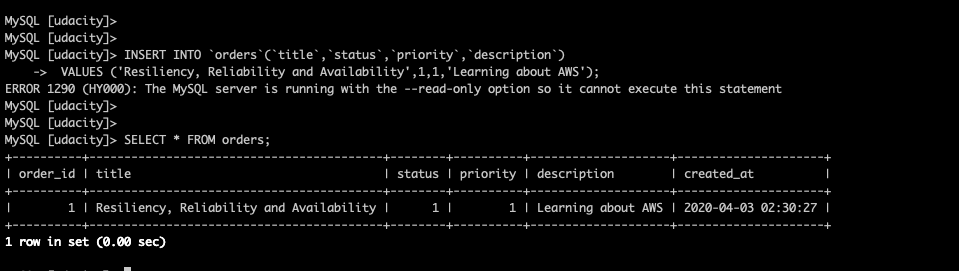 MySQL [udacity]>
MySQL [udacity]>
MySQL [udacity]> INSERT INTO `orders`(`title`,`status`,`priority`,`description`)
    ->  VALUES ('Resiliency, Reliability and Availability',1,1,'Learning about AWS');
ERROR 1290 (HY000): The MySQL server is running with the --read-only option so it cannot execute this statement
MySQL [udacity]>
MySQL [udacity]>
MySQL [udacity]> SELECT * FROM orders;
+----------+------------------------------------------+--------+----------+--------------------+---------------------+
| order_id | title                                    | status | priority | description        | created_at          |
+----------+------------------------------------------+--------+----------+--------------------+---------------------+
|        1 | Resiliency, Reliability and Availability |      1 |        1 | Learning about AWS | 2020-04-03 02:30:27 |
+----------+------------------------------------------+--------+----------+--------------------+---------------------+
1 row in set (0.00 sec)